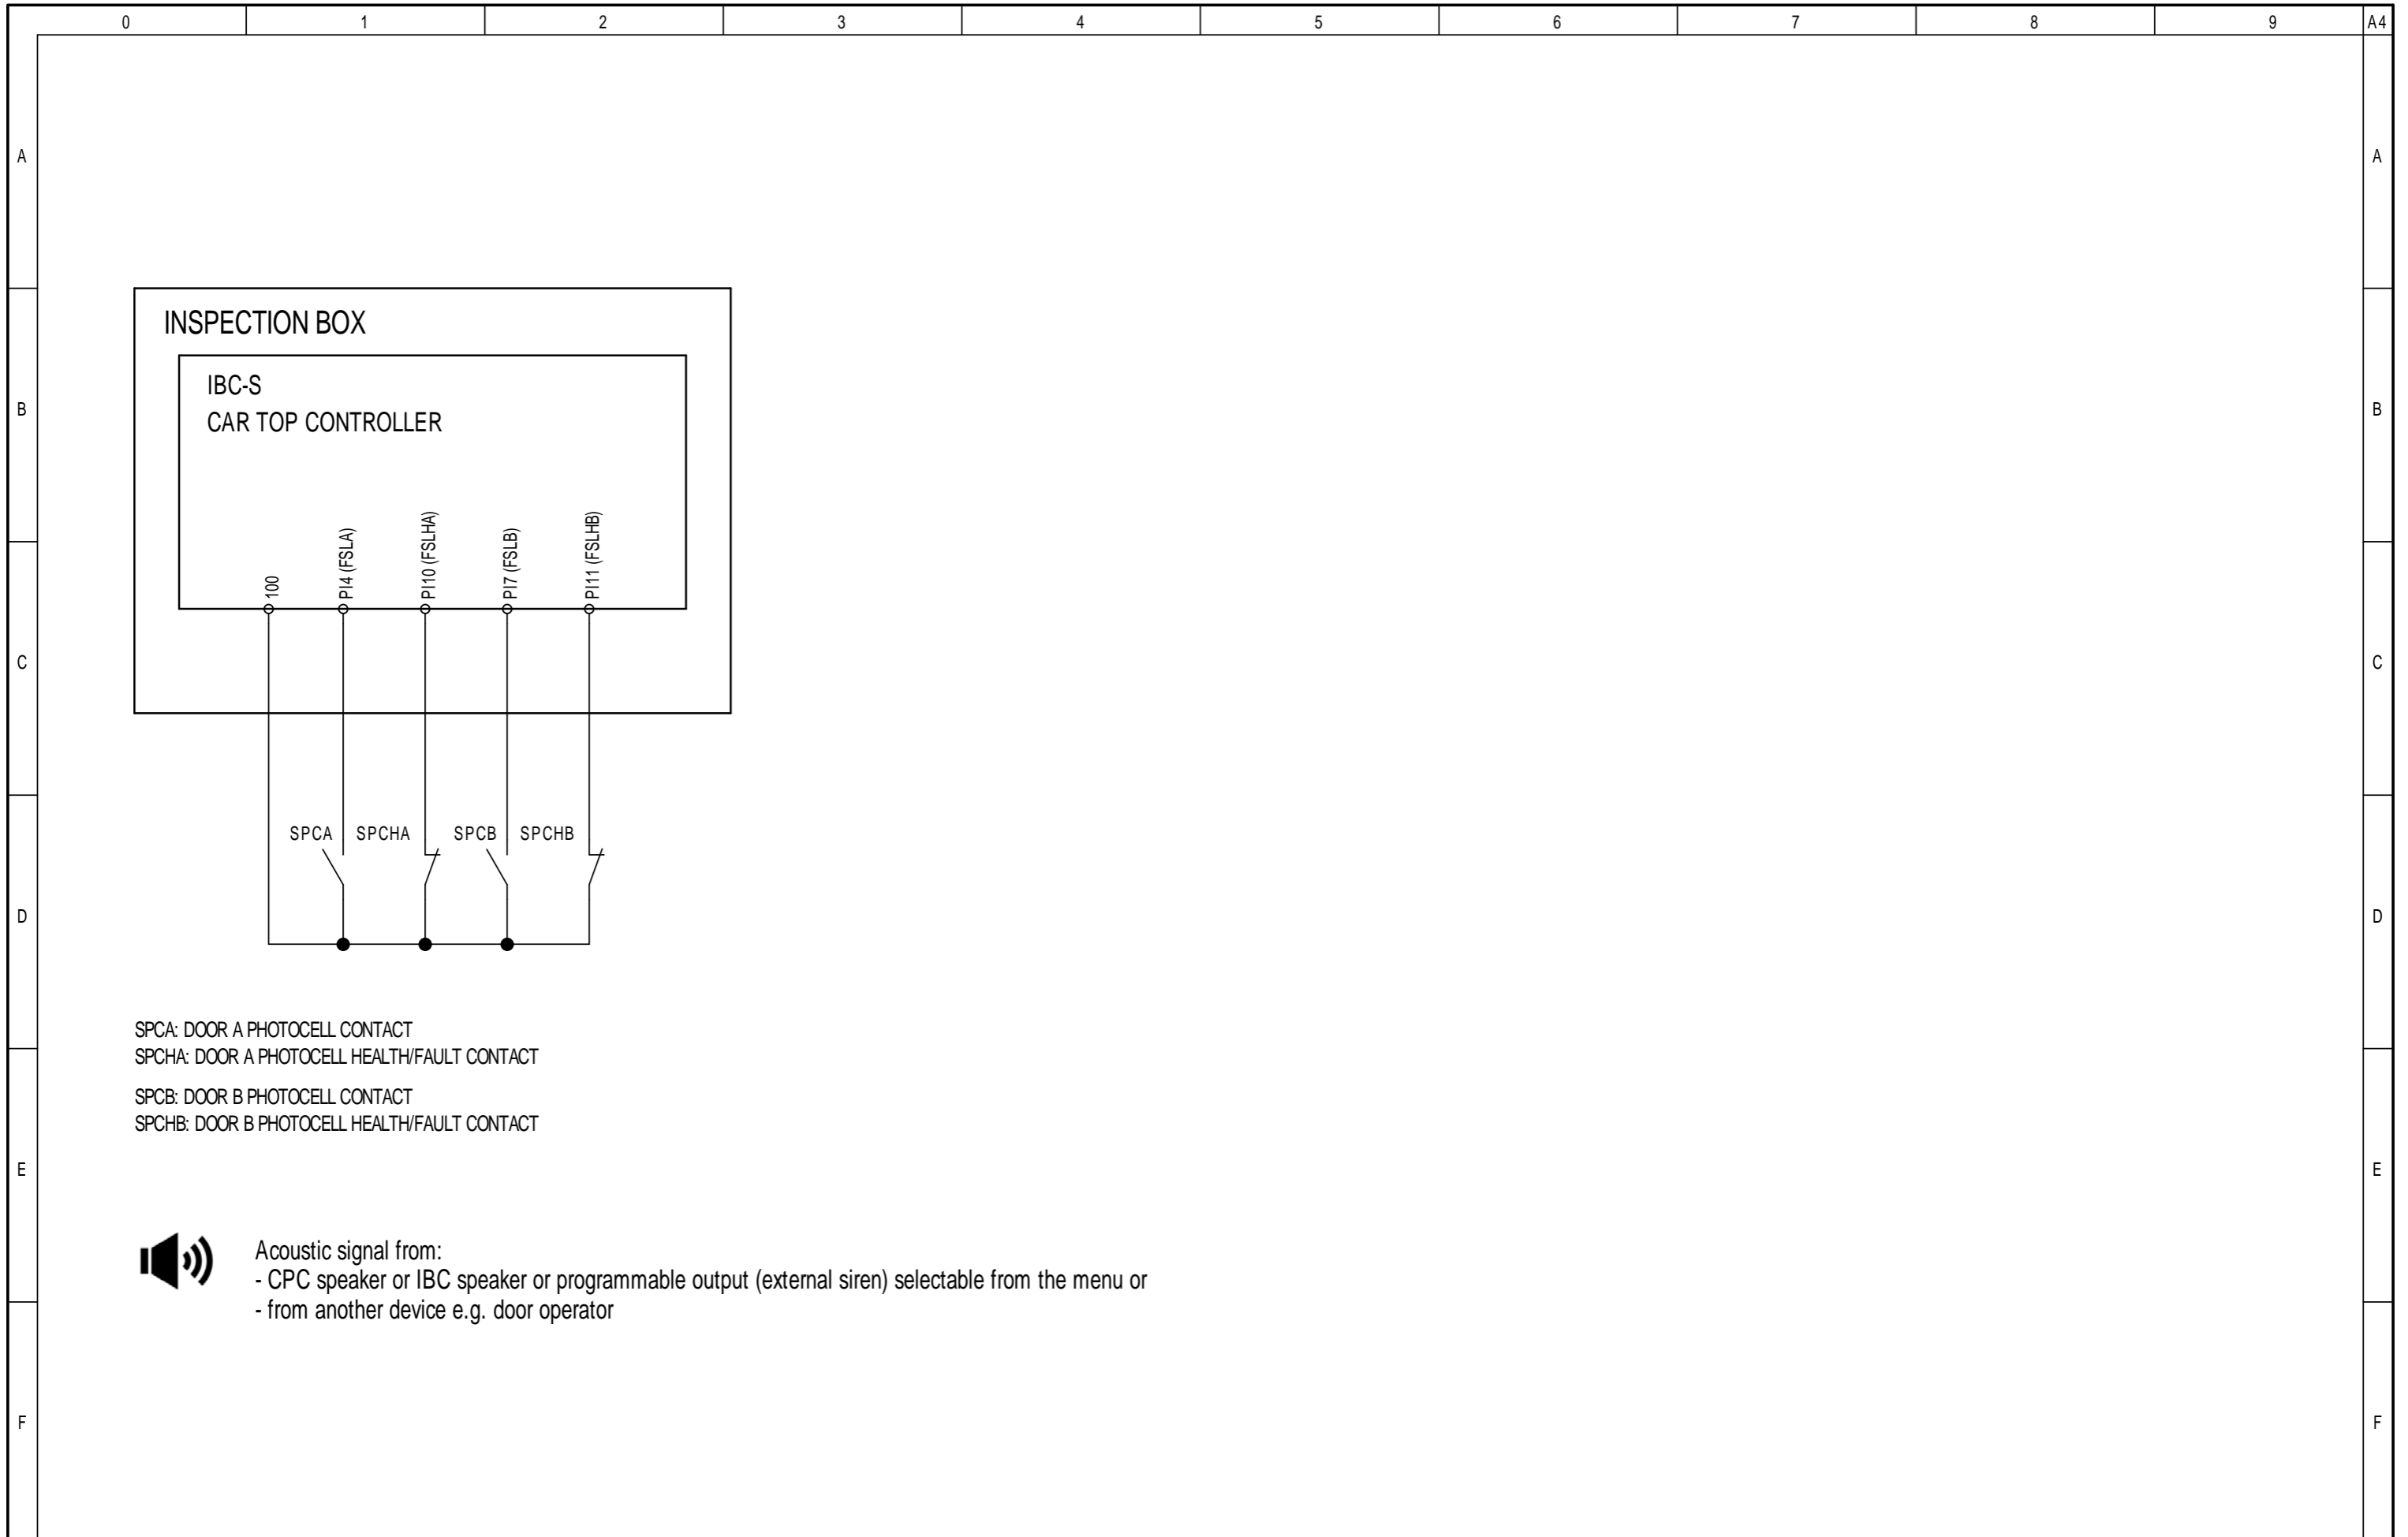 0 1 2 3 4 5 6 7 8 9 A4
A A
INSPECTION BOX
IBC-S
B B
CAR TOP CONTROLLER
100 PI4 (FSLA) PI10 (FSLHA) PI7 (FSLB) PI11 (FSLHB)
C C
SPCA SPCHA SPCB SPCHB
D D
SPCA: DOOR A PHOTOCELL CONTACT
SPCHA: DOOR A PHOTOCELL HEALTH/FAULT CONTACT
SPCB: DOOR B PHOTOCELL CONTACT
SPCHB: DOOR B PHOTOCELL HEALTH/FAULT CONTACT
E E
Acoustic signal from:
- CPC speaker or IBC speaker or programmable output (external siren) selectable from the menu or
- from another device e.g. door operator
F F